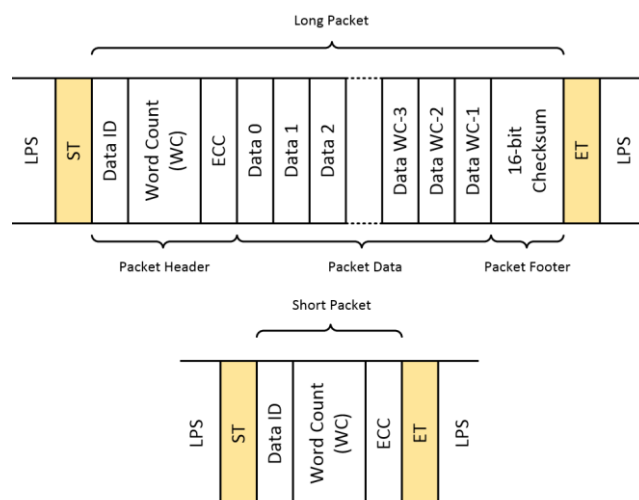 Long Packet
LPS
ST
Data ID
Word Count
(WC)
ECC
Data 0
Data 1
Data 2
Data WC-3
Data WC-2
Data WC-1
16-bit
Checksum
ET
LPS
Packet Header
Packet Data
Packet Footer
Short Packet
LPS
ST
Data ID
Word Count
(WC)
ECC
ET
LPS